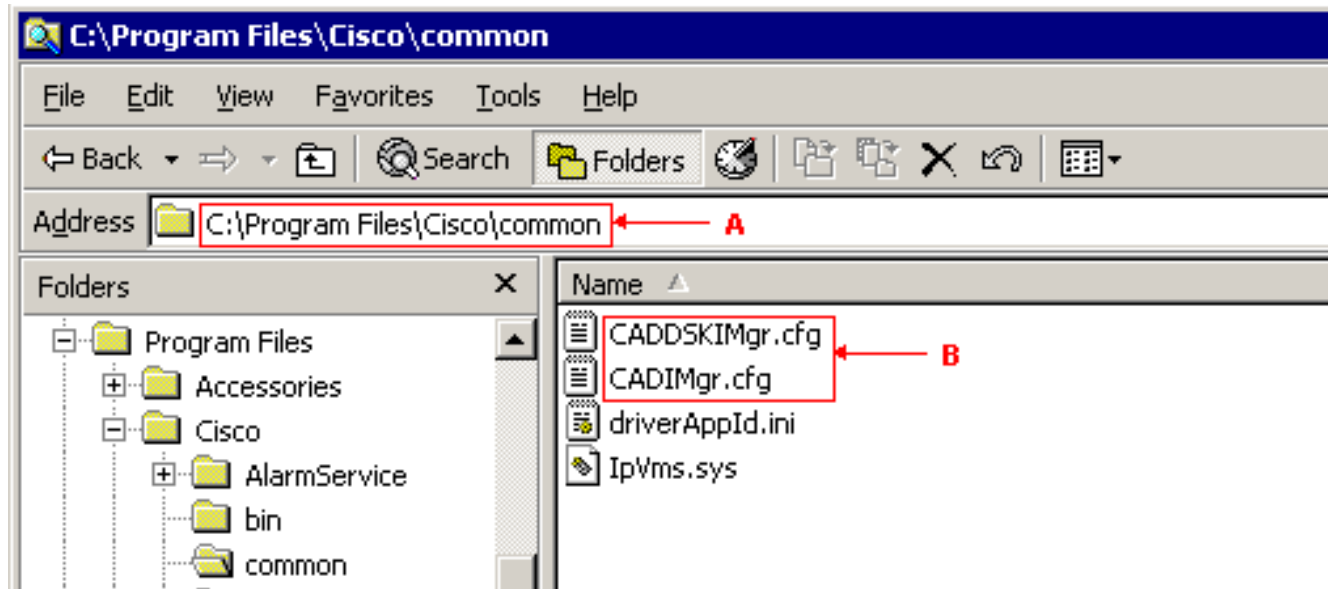 C:\Program Files\Cisco\common
File Edit View Favorites Tools Help
Back Search Folders
Address C:\Program Files\Cisco\common A
Folders
Program Files
Accessories
Cisco
AlarmService
bin
common
Name
CADDSKIMgr.cfg
CADIMgr.cfg
B
driverAppId.ini
IpVms.sys